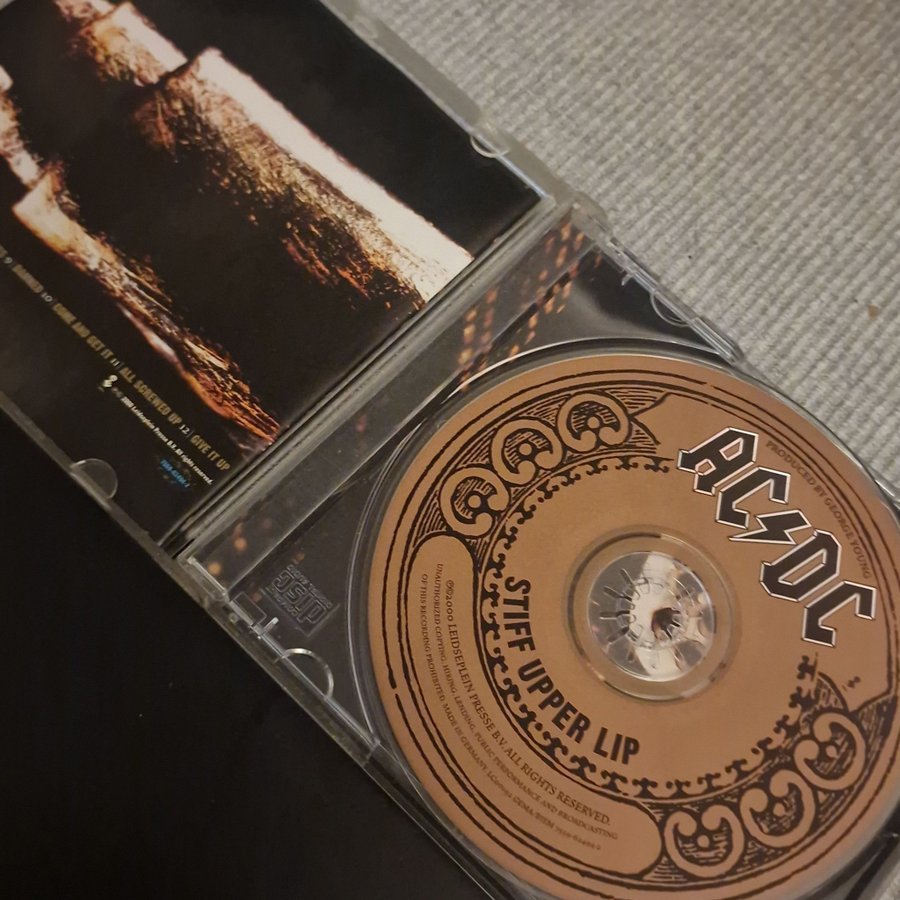 9| DAMNED 10| COME AND GET IT 11| ALL SCREWED UP 12| GIVE IT UP
℗© 2000 Leidseplein Presse B.V. All rights reserved.
COMPACT
disc
DIGITAL AUDIO
AC DC
PRODUCED BY GEORGE YOUNG
STIFF UPPER LIP
℗©2000 LEIDSEPLEIN PRESSE B.V. ALL RIGHTS RESERVED.
UNAUTHORIZED COPYING, HIRING, LENDING, PUBLIC PERFORMANCE AND BROADCASTING
OF THIS RECORDING PROHIBITED. MADE IN GERMANY.